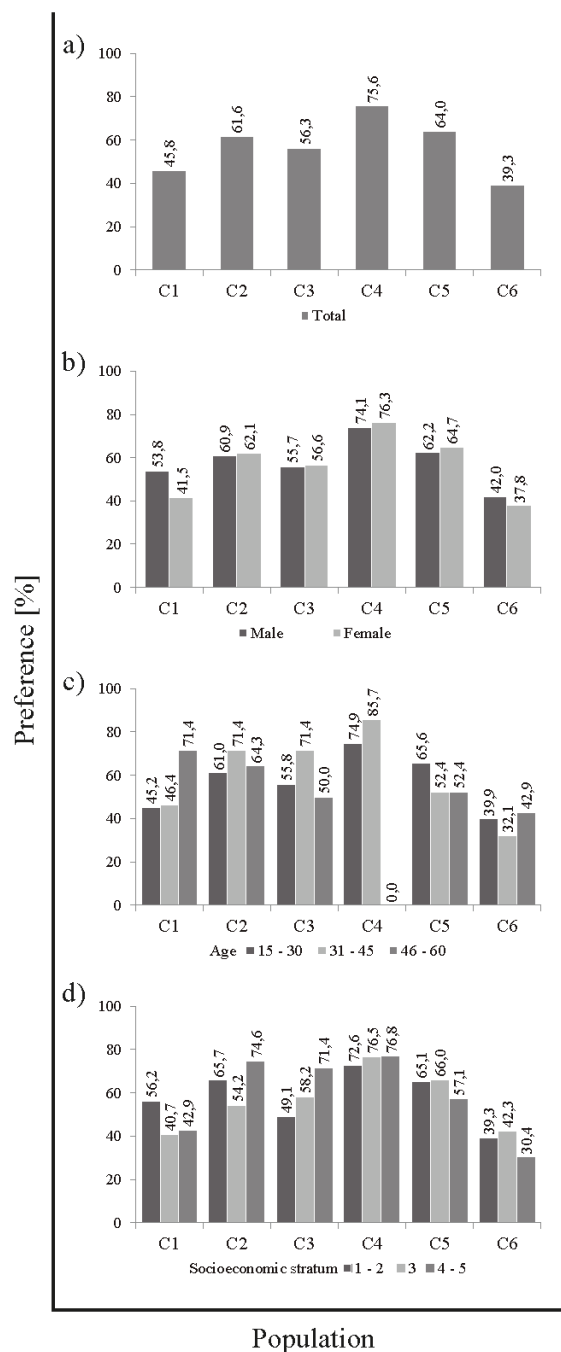 Preference [%]
a)
100
80
60
40
20
0
45,8
61,6
56,3
75,6
64,0
39,3
C1 C2 C3 C4 C5 C6
Total
b)
100
80
60
40
20
0
53,8 41,5
60,9 62,1
55,7 56,6
74,1 76,3
62,2 64,7
42,0 37,8
C1 C2 C3 C4 C5 C6
Male Female
c)
100
80
60
40
20
0
45,2 46,4 71,4
61,0 71,4 64,3
55,8 71,4 50,0
74,9 85,7 0,0
65,6 52,4 52,4
39,9 32,1 42,9
C1 C2 C3 C4 C5 C6
Age 15 - 30 31 - 45 46 - 60
d)
100
80
60
40
20
0
56,2 40,7 42,9
65,7 54,2 74,6
49,1 58,2 71,4
72,6 76,5 76,8
65,1 66,0 57,1
39,3 42,3 30,4
C1 C2 C3 C4 C5 C6
Socioeconomic stratum 1 - 2 3 4 - 5
Population